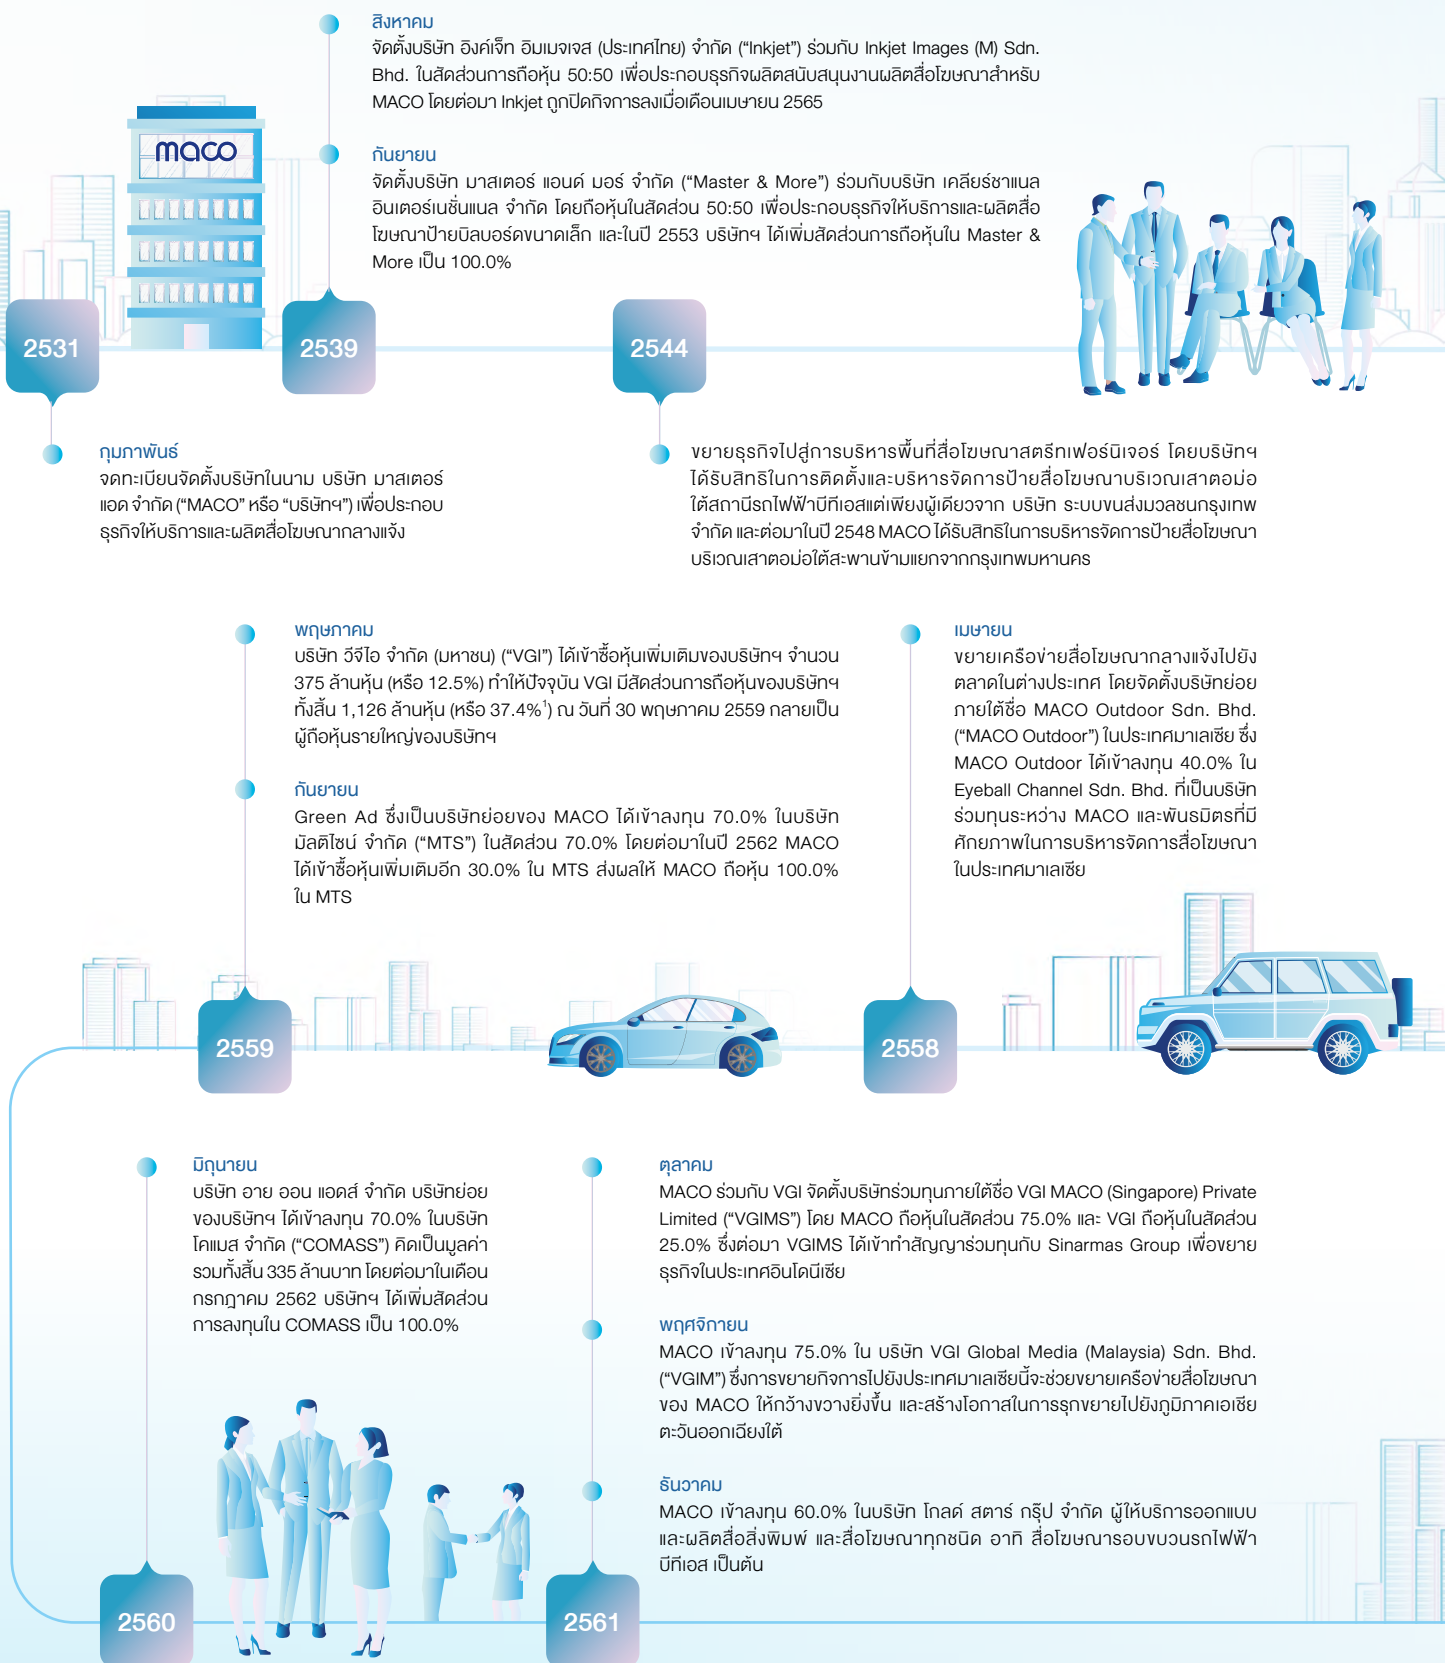 สิงหาคม
จัดตั้งบริษัท อิงค์เจ็ท อิมเมจเจส (ประเทศไทย) จำกัด (“Inkjet”) ร่วมกับ Inkjet Images (M) Sdn.
Bhd. ในสัดส่วนการถือหุ้น 50:50 เพื่อประกอบธุรกิจผลิตสนับสนุนงานผลิตสื่อโฆษณาสำหรับ
MACO โดยต่อมา Inkjet ถูกปิดกิจการลงเมื่อเดือนเมษายน 2565
maco
กันยายน
จัดตั้งบริษัท มาสเตอร์ แอนด์ มอร์ จำกัด (“Master & More”) ร่วมกับบริษัท เคลียร์ชาแนล
อินเตอร์เนชั่นแนล จำกัด โดยถือหุ้นในสัดส่วน 50:50 เพื่อประกอบธุรกิจให้บริการและผลิตสื่อ
โฆษณาป้ายบิลบอร์ดขนาดเล็ก และในปี 2553 บริษัทฯ ได้เพิ่มสัดส่วนการถือหุ้นใน Master &
More เป็น 100.0%
2531
2539
2544
กุมภาพันธ์
จดทะเบียนจัดตั้งบริษัทในนาม บริษัท มาสเตอร์
แอด จำกัด (“MACO” หรือ “บริษัทฯ”) เพื่อประกอบ
ธุรกิจให้บริการและผลิตสื่อโฆษณากลางแจ้ง
ขยายธุรกิจไปสู่การบริหารพื้นที่สื่อโฆษณาสตรีทเฟอร์นิเจอร์ โดยบริษัทฯ
ได้รับสิทธิในการติดตั้งและบริหารจัดการป้ายสื่อโฆษณาบริเวณเสาตอม่อ
ใต้สถานีรถไฟฟ้าบีทีเอสแต่เพียงผู้เดียวจาก บริษัท ระบบขนส่งมวลชนกรุงเทพ
จำกัด และต่อมาในปี 2548 MACO ได้รับสิทธิในการบริหารจัดการป้ายสื่อโฆษณา
บริเวณเสาตอม่อใต้สะพานข้ามแยกจากกรุงเทพมหานคร
พฤษภาคม
บริษัท วีจีไอ จำกัด (มหาชน) (“VGI”) ได้เข้าซื้อหุ้นเพิ่มเติมของบริษัทฯ จำนวน
375 ล้านหุ้น (หรือ 12.5%) ทำให้ปัจจุบัน VGI มีสัดส่วนการถือหุ้นของบริษัทฯ
ทั้งสิ้น 1,126 ล้านหุ้น (หรือ 37.4%¹) ณ วันที่ 30 พฤษภาคม 2559 กลายเป็น
ผู้ถือหุ้นรายใหญ่ของบริษัทฯ
กันยายน
Green Ad ซึ่งเป็นบริษัทย่อยของ MACO ได้เข้าลงทุน 70.0% ในบริษัท
มัลติไซน์ จำกัด (“MTS”) ในสัดส่วน 70.0% โดยต่อมาในปี 2562 MACO
ได้เข้าซื้อหุ้นเพิ่มเติมอีก 30.0% ใน MTS ส่งผลให้ MACO ถือหุ้น 100.0%
ใน MTS
เมษายน
ขยายเครือข่ายสื่อโฆษณากลางแจ้งไปยัง
ตลาดในต่างประเทศ โดยจัดตั้งบริษัทย่อย
ภายใต้ชื่อ MACO Outdoor Sdn. Bhd.
(“MACO Outdoor”) ในประเทศมาเลเซีย ซึ่ง
MACO Outdoor ได้เข้าลงทุน 40.0% ใน
Eyeball Channel Sdn. Bhd. ที่เป็นบริษัท
ร่วมทุนระหว่าง MACO และพันธมิตรที่มี
ศักยภาพในการบริหารจัดการสื่อโฆษณา
ในประเทศมาเลเซีย
2559
2558
มิถุนายน
บริษัท อาย ออน แอดส์ จำกัด บริษัทย่อย
ของบริษัทฯ ได้เข้าลงทุน 70.0% ในบริษัท
โคแมส จำกัด (“COMASS”) คิดเป็นมูลค่า
รวมทั้งสิ้น 335 ล้านบาท โดยต่อมาในเดือน
กรกฎาคม 2562 บริษัทฯ ได้เพิ่มสัดส่วน
การลงทุนใน COMASS เป็น 100.0%
ตุลาคม
MACO ร่วมกับ VGI จัดตั้งบริษัทร่วมทุนภายใต้ชื่อ VGI MACO (Singapore) Private
Limited (“VGIMS”) โดย MACO ถือหุ้นในสัดส่วน 75.0% และ VGI ถือหุ้นในสัดส่วน
25.0% ซึ่งต่อมา VGIMS ได้เข้าทำสัญญาร่วมทุนกับ Sinarmas Group เพื่อขยาย
ธุรกิจในประเทศอินโดนีเซีย
พฤศจิกายน
MACO เข้าลงทุน 75.0% ใน บริษัท VGI Global Media (Malaysia) Sdn. Bhd.
(“VGIM”) ซึ่งการขยายกิจการไปยังประเทศมาเลเซียนี้จะช่วยขยายเครือข่ายสื่อโฆษณา
ของ MACO ให้กว้างขวางยิ่งขึ้น และสร้างโอกาสในการรุกขยายไปยังภูมิภาคเอเชีย
ตะวันออกเฉียงใต้
ธันวาคม
MACO เข้าลงทุน 60.0% ในบริษัท โกลด์ สตาร์ กรุ๊ป จำกัด ผู้ให้บริการออกแบบ
และผลิตสื่อสิ่งพิมพ์ และสื่อโฆษณาทุกชนิด อาทิ สื่อโฆษณารอบขบวนรถไฟฟ้า
บีทีเอส เป็นต้น
2560
2561